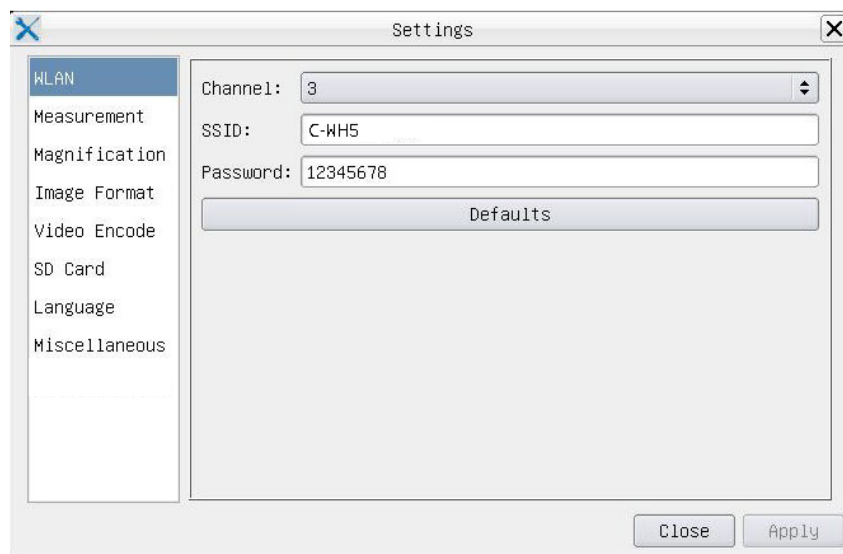 Settings
WLAN
Measurement
Magnification
Image Format
Video Encode
SD Card
Language
Miscellaneous
Channel: 3
SSID: C-WH5
Password: 12345678
Defaults
Close Apply